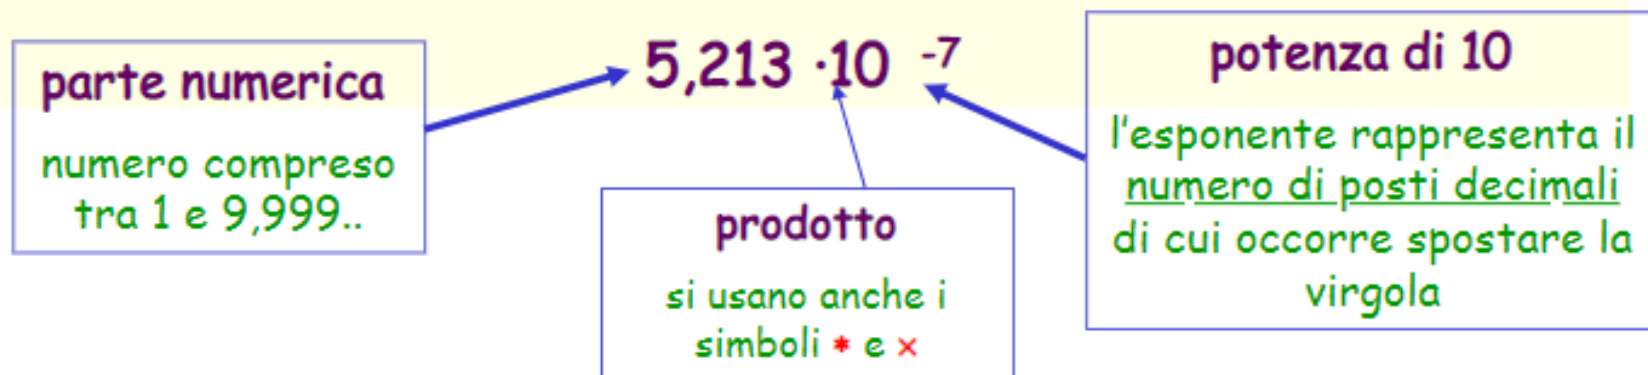 5,213 ·10 -7
parte numerica
numero compreso
tra 1 e 9,999..
prodotto
si usano anche i
simboli * e ×
potenza di 10
l'esponente rappresenta il
numero di posti decimali
di cui occorre spostare la
virgola